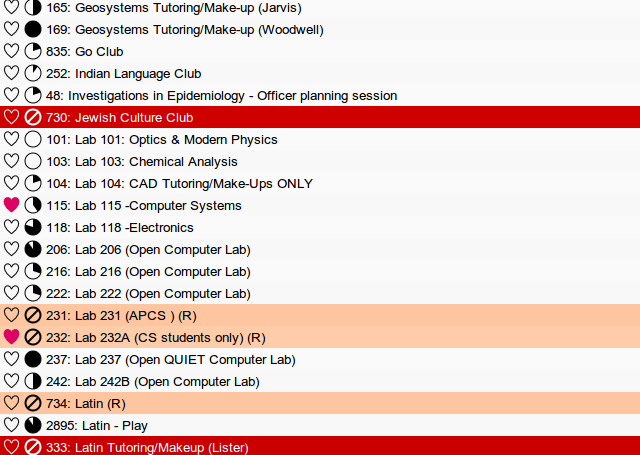 165: Geosystems Tutoring/Make-up (Jarvis)
169: Geosystems Tutoring/Make-up (Woodwell)
835: Go Club
252: Indian Language Club
48: Investigations in Epidemiology - Officer planning session
730: Jewish Culture Club
101: Lab 101: Optics & Modern Physics
103: Lab 103: Chemical Analysis
104: Lab 104: CAD Tutoring/Make-Ups ONLY
115: Lab 115 -Computer Systems
118: Lab 118 -Electronics
206: Lab 206 (Open Computer Lab)
216: Lab 216 (Open Computer Lab)
222: Lab 222 (Open Computer Lab)
231: Lab 231 (APCS ) (R)
232: Lab 232A (CS students only) (R)
237: Lab 237 (Open QUIET Computer Lab)
242: Lab 242B (Open Computer Lab)
734: Latin (R)
2895: Latin - Play
333: Latin Tutoring/Makeup (Lister)